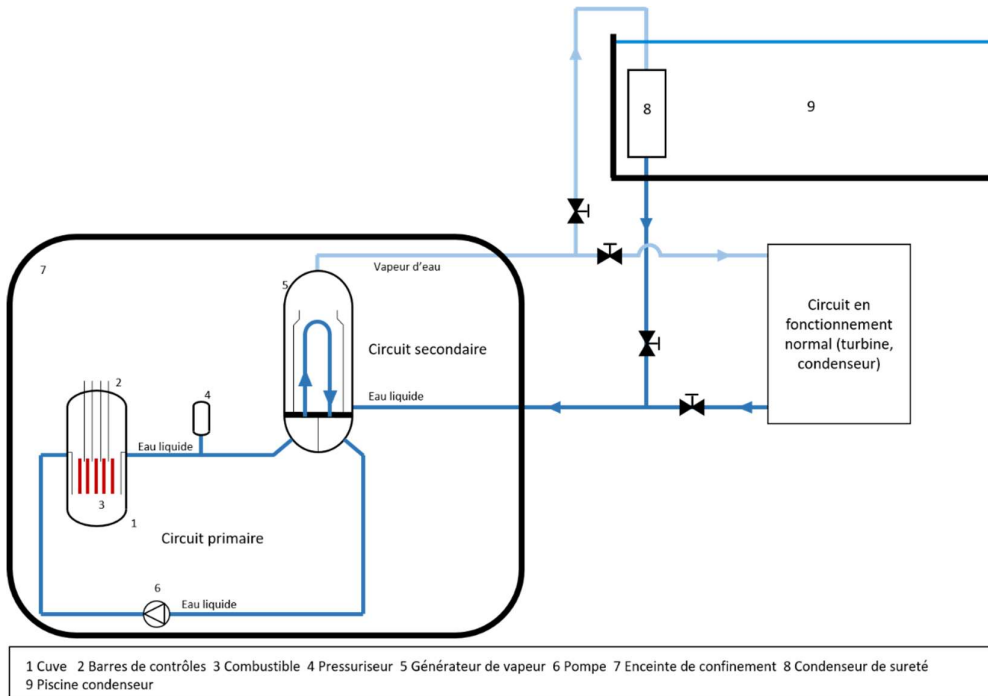 8
9
7
Vapeur d'eau
5
Circuit en
fonctionnement
normal (turbine,
condenseur)
Circuit secondaire
2
4
Eau liquide
Eau liquide
3
1
Circuit primaire
6
Eau liquide
1 Cuve 2 Barres de contrôles 3 Combustible 4 Pressuriseur 5 Générateur de vapeur 6 Pompe 7 Enceinte de confinement 8 Condenseur de sureté
9 Piscine condenseur